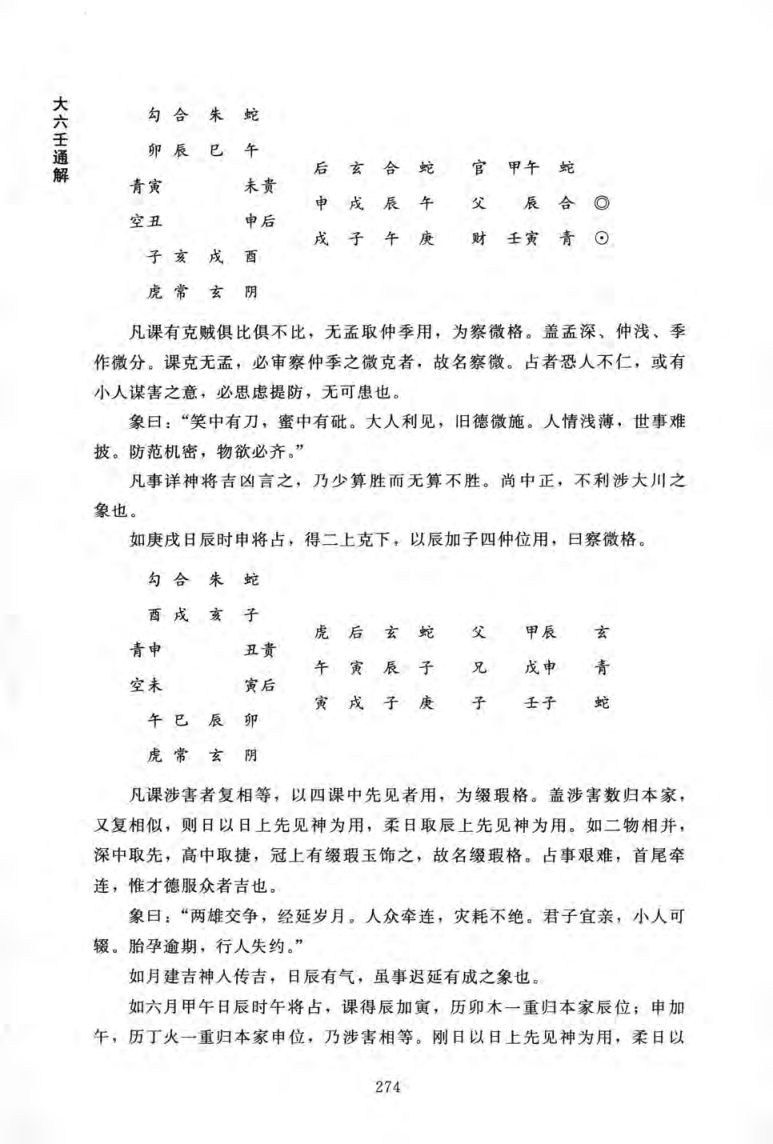 大六壬通解
勾 合 朱 蛇
卯 辰 巳 午
青寅 未贵
空丑 申后
子 亥 戌 酉
虎 常 玄 阴
后 玄 合 蛇 官 甲午 蛇
申 戌 辰 午 父 辰 合 ◎
戌 子 午 庚 财 壬寅 青 ⊙
凡课有克贼俱比俱不比，无孟取仲季用，为察微格。盖孟深、仲浅、季
作微分。课克无孟，必审察仲季之微克者，故名察微。占者恐人不仁，或有
小人谋害之意，必思虑提防，无可患也。
象曰：“笑中有刀，蜜中有砒。大人利见，旧德微施。人情浅薄，世事难
披。防范机密，物欲必齐。”
凡事详神将吉凶言之，乃少算胜而无算不胜。尚中正，不利涉大川之
象也。
如庚戌日辰时申将占，得二上克下，以辰加子四仲位用，曰察微格。
勾 合 朱 蛇
酉 戌 亥 子
青申 丑贵
空未 寅后
午 巳 辰 卯
虎 常 玄 阴
虎 后 玄 蛇 父 甲辰 玄
午 寅 辰 子 兄 戊申 青
寅 戌 子 庚 子 壬子 蛇
凡课涉害者复相等，以四课中先见者用，为缀瑕格。盖涉害数归本家，
又复相似，则日以日上先见神为用，柔日取辰上先见神为用。如二物相并，
深中取先，高中取捷，冠上有缀瑕玉饰之，故名缀瑕格。占事艰难，首尾牵
连，惟才德服众者吉也。
象曰：“两雄交争，经延岁月。人众牵连，灾耗不绝。君子宜亲，小人可
辍。胎孕逾期，行人失约。”
如月建吉神入传吉，日辰有气，虽事迟延有成之象也。
如六月甲午日辰时午将占，课得辰加寅，历卯木一重归本家辰位；申加
午，历丁火一重归本家申位，乃涉害相等。刚日以日上先见神为用，柔日以
274